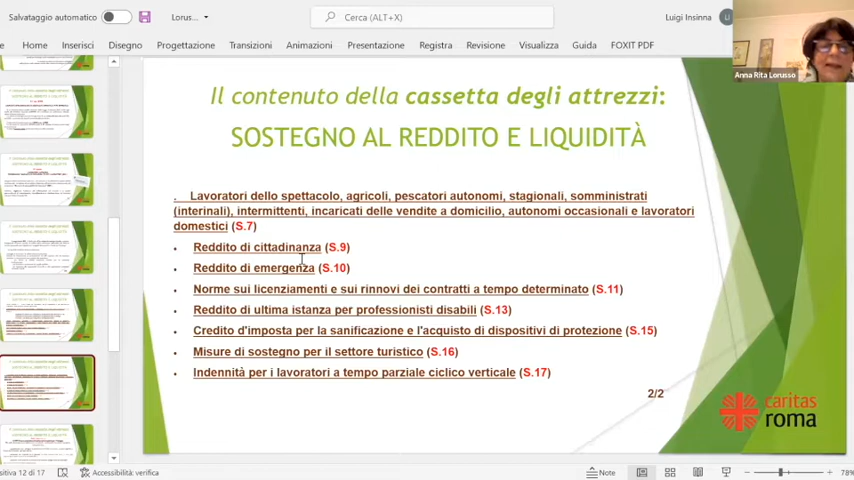 Salvataggio automatico
Lorus...
Cerca (ALT+X)
Luigi Insinna
LI
Home Inserisci Disegno Progettazione Transizioni Animazioni Presentazione Registra Revisione Visualizza Guida FOXIT PDF
Anna Rita Lorusso
Il contenuto della cassetta degli attrezzi:
SOSTEGNO AL REDDITO E LIQUIDITÀ
. Lavoratori dello spettacolo, agricoli, pescatori autonomi, stagionali, somministrati
(interinali), intermittenti, incaricati delle vendite a domicilio, autonomi occasionali e lavoratori
domestici (S.7)
• Reddito di cittadinanza (S.9)
• Reddito di emergenza (S.10)
• Norme sui licenziamenti e sui rinnovi dei contratti a tempo determinato (S.11)
• Reddito di ultima istanza per professionisti disabili (S.13)
• Credito d'imposta per la sanificazione e l'acquisto di dispositivi di protezione (S.15)
• Misure di sostegno per il settore turistico (S.16)
• Indennità per i lavoratori a tempo parziale ciclico verticale (S.17)
2/2
caritas
roma
sitiva 12 di 17
Accessibilità: verifica
Note
78%